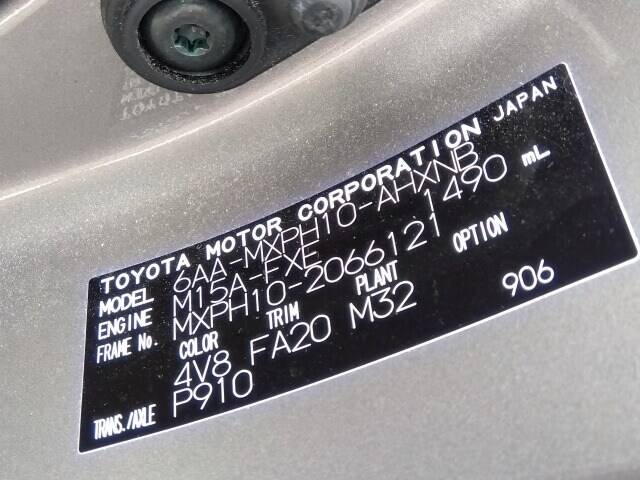 TOYOTA MOTOR CORPORATION JAPAN
MODEL 6AA-MXPH10-AHXNB
ENGINE M15A-FXE 1490 mL
FRAME No. MXPH10-2066121
COLOR TRIM PLANT OPTION
4V8 FA20 M32 906
TRANS./AXLE P910